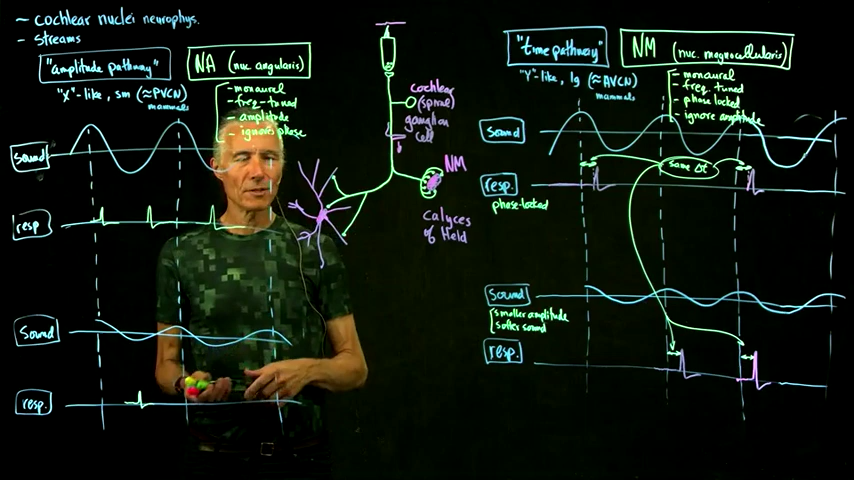 ~ cochlear nuclei neurophys.
- streams
"amplitude pathway"
NA (nuc angularis)
"X"-like, sm (≈PVCN)
mammals
- monaural
- freq-tuned
- amplitude
- ignores phase
sound
resp
sound
resp.
cochlear
(spiral)
ganglion
cell
NM
calyces
of Held
"time pathway"
NM (nuc. magnocellularis)
"Y"-like, lg (≈AVCN)
mammals
- monaural
- freq. tuned
- phase locked
- ignore amplitude
sound
same Δt
resp.
phase-locked
sound
smaller amplitude
softer sound
resp.